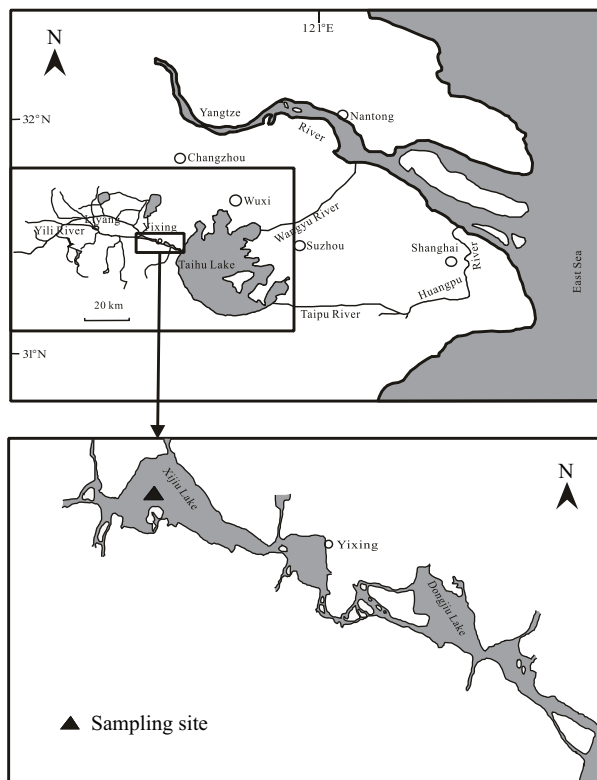 121°E
N
32°N
Yangtze
River
Nantong
Changzhou
Wuxi
Liyang
Yixing
Yili River
Wangyu River
Suzhou
Taihu Lake
Shanghai
Huangpu
River
East Sea
20 km
Taipu River
31°N
N
Xijiu Lake
Yixing
Dongjiu Lake
Sampling site